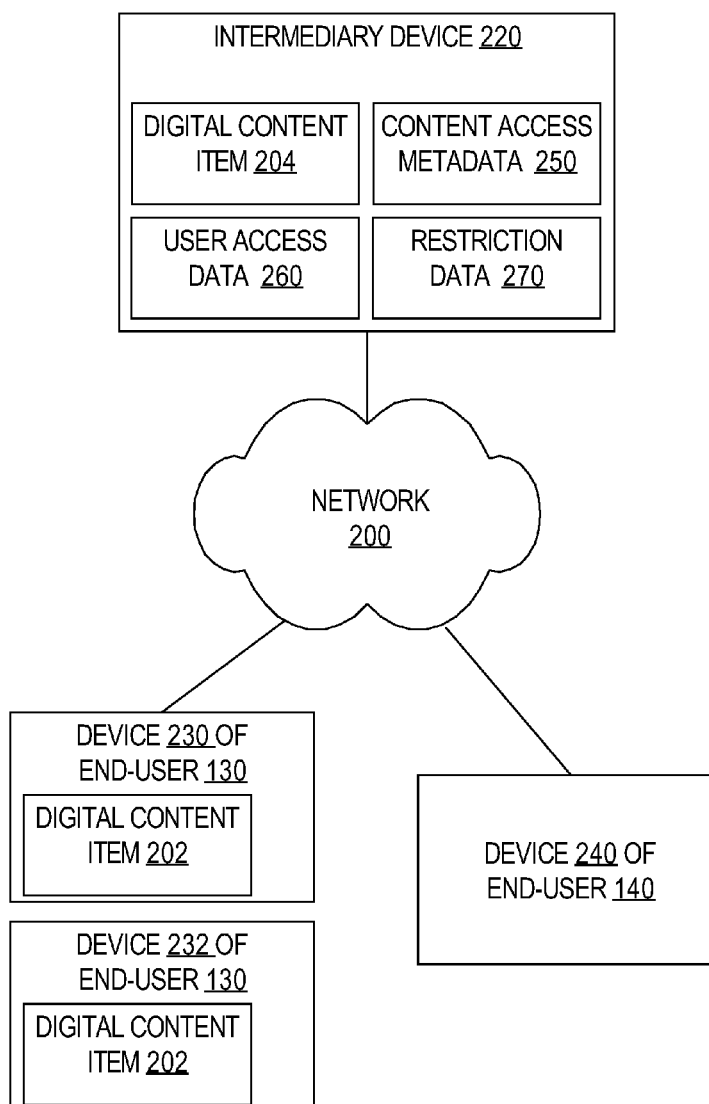 INTERMEDIARY DEVICE 220
DIGITAL CONTENT
ITEM 204
CONTENT ACCESS
METADATA 250
USER ACCESS
DATA 260
RESTRICTION
DATA 270
NETWORK
200
DEVICE 230 OF
END-USER 130
DIGITAL CONTENT
ITEM 202
DEVICE 240 OF
END-USER 140
DEVICE 232 OF
END-USER 130
DIGITAL CONTENT
ITEM 202